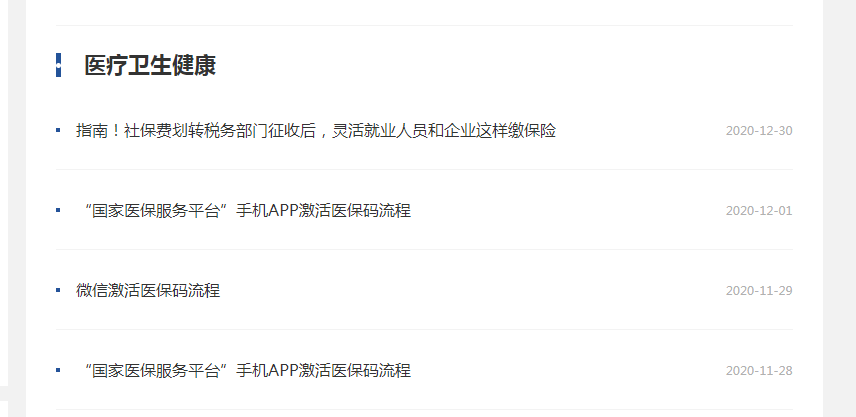 医疗卫生健康
指南！社保费划转税务部门征收后，灵活就业人员和企业这样缴保险 2020-12-30
“国家医保服务平台”手机APP激活医保码流程 2020-12-01
微信激活医保码流程 2020-11-29
“国家医保服务平台”手机APP激活医保码流程 2020-11-28